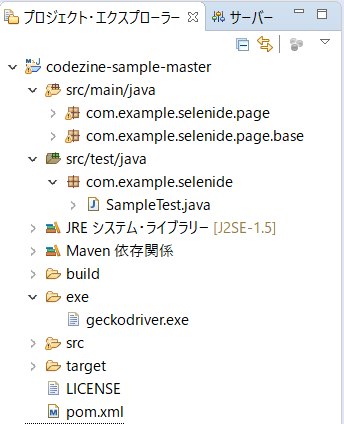 プロジェクト・エクスプローラー サーバー
codezine-sample-master
src/main/java
com.example.selenide.page
com.example.selenide.page.base
src/test/java
com.example.selenide
SampleTest.java
JRE システム・ライブラリー [J2SE-1.5]
Maven 依存関係
build
exe
geckodriver.exe
src
target
LICENSE
pom.xml